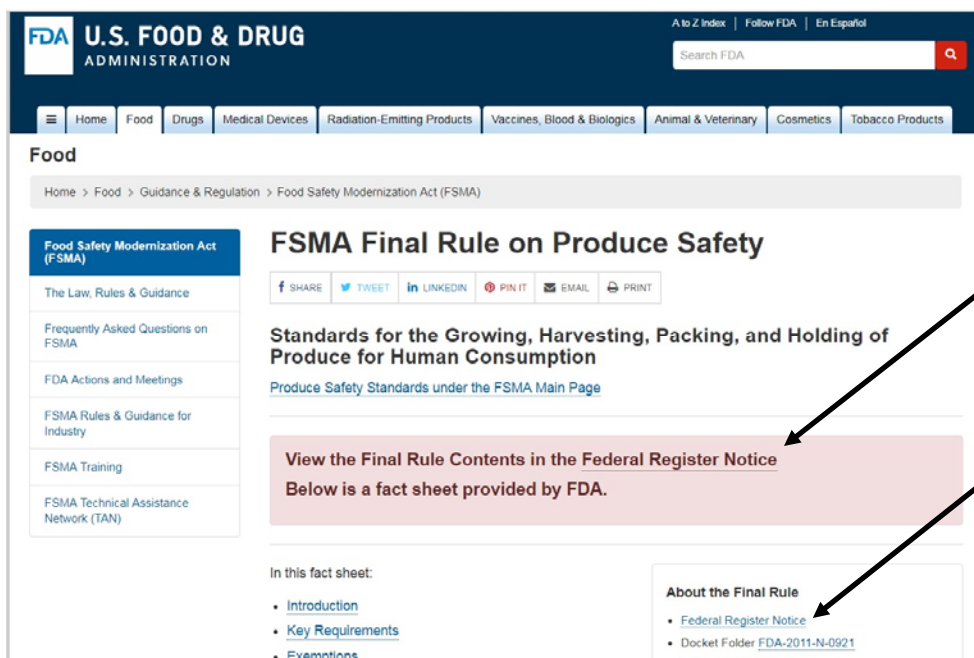 A to Z Index | Follow FDA | En Español
FDA U.S. FOOD & DRUG
ADMINISTRATION
Search FDA
Home Food Drugs Medical Devices Radiation-Emitting Products Vaccines, Blood & Biologics Animal & Veterinary Cosmetics Tobacco Products
Food
Home > Food > Guidance & Regulation > Food Safety Modernization Act (FSMA)
Food Safety Modernization Act
(FSMA)
The Law, Rules & Guidance
Frequently Asked Questions on
FSMA
FDA Actions and Meetings
FSMA Rules & Guidance for
Industry
FSMA Training
FSMA Technical Assistance
Network (TAN)
FSMA Final Rule on Produce Safety
f SHARE TWEET in LINKEDIN PIN IT EMAIL PRINT
Standards for the Growing, Harvesting, Packing, and Holding of
Produce for Human Consumption
Produce Safety Standards under the FSMA Main Page
View the Final Rule Contents in the Federal Register Notice
Below is a fact sheet provided by FDA.
In this fact sheet:
• Introduction
• Key Requirements
• Exemptions
About the Final Rule
• Federal Register Notice
• Docket Folder FDA-2011-N-0921